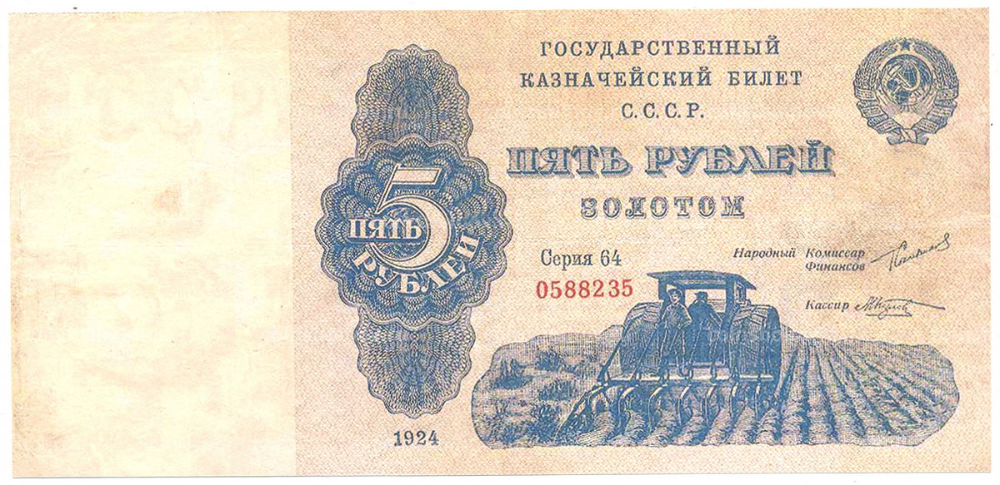 ГОСУДАРСТВЕННЫЙ
КАЗНАЧЕЙСКИЙ БИЛЕТ
С.С.С.Р.
ПЯТЬ РУБЛЕЙ
ЗОЛОТОМ
5
ПЯТЬ
РУБЛЕЙ
Серия 64
0588235
Народный Комиссар
Финансов
Кассир
1924